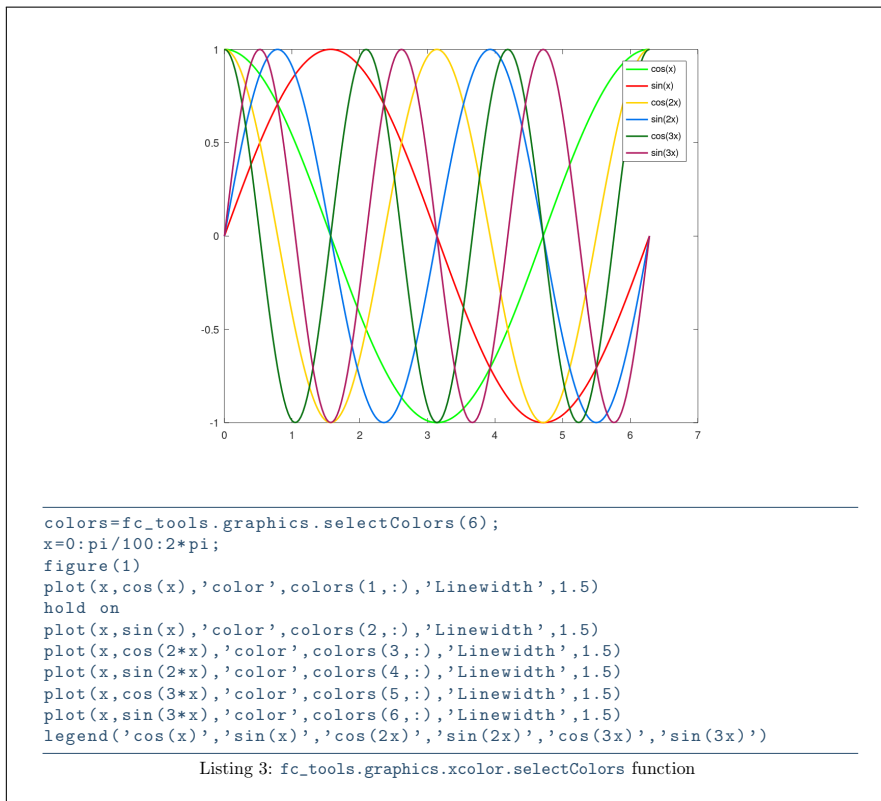 1
0.5
0
-0.5
-1
0 1 2 3 4 5 6 7
cos(x)
sin(x)
cos(2x)
sin(2x)
cos(3x)
sin(3x)
colors=fc_tools.graphics.selectColors(6);
x=0:pi/100:2*pi;
figure(1)
plot(x,cos(x),'color',colors(1,:),'Linewidth',1.5)
hold on
plot(x,sin(x),'color',colors(2,:),'Linewidth',1.5)
plot(x,cos(2*x),'color',colors(3,:),'Linewidth',1.5)
plot(x,sin(2*x),'color',colors(4,:),'Linewidth',1.5)
plot(x,cos(3*x),'color',colors(5,:),'Linewidth',1.5)
plot(x,sin(3*x),'color',colors(6,:),'Linewidth',1.5)
legend('cos(x)','sin(x)','cos(2x)','sin(2x)','cos(3x)','sin(3x)')
Listing 3: fc_tools.graphics.xcolor.selectColors function